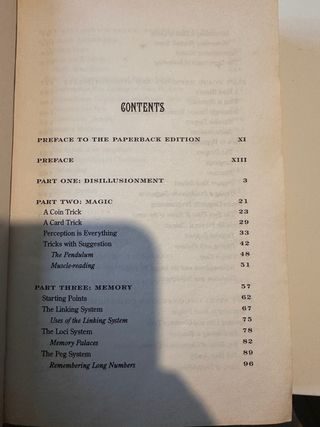 CONTENTS
PREFACE TO THE PAPERBACK EDITION XI
PREFACE XIII
PART ONE: DISILLUSIONMENT 3
PART TWO: MAGIC 21
A Coin Trick 23
A Card Trick 29
Perception is Everything 33
Tricks with Suggestion 42
The Pendulum 48
Muscle-reading 51
PART THREE: MEMORY 57
Starting Points 62
The Linking System 67
Uses of the Linking System 75
The Loci System 78
Memory Palaces 82
The Peg System 89
Remembering Long Numbers 96